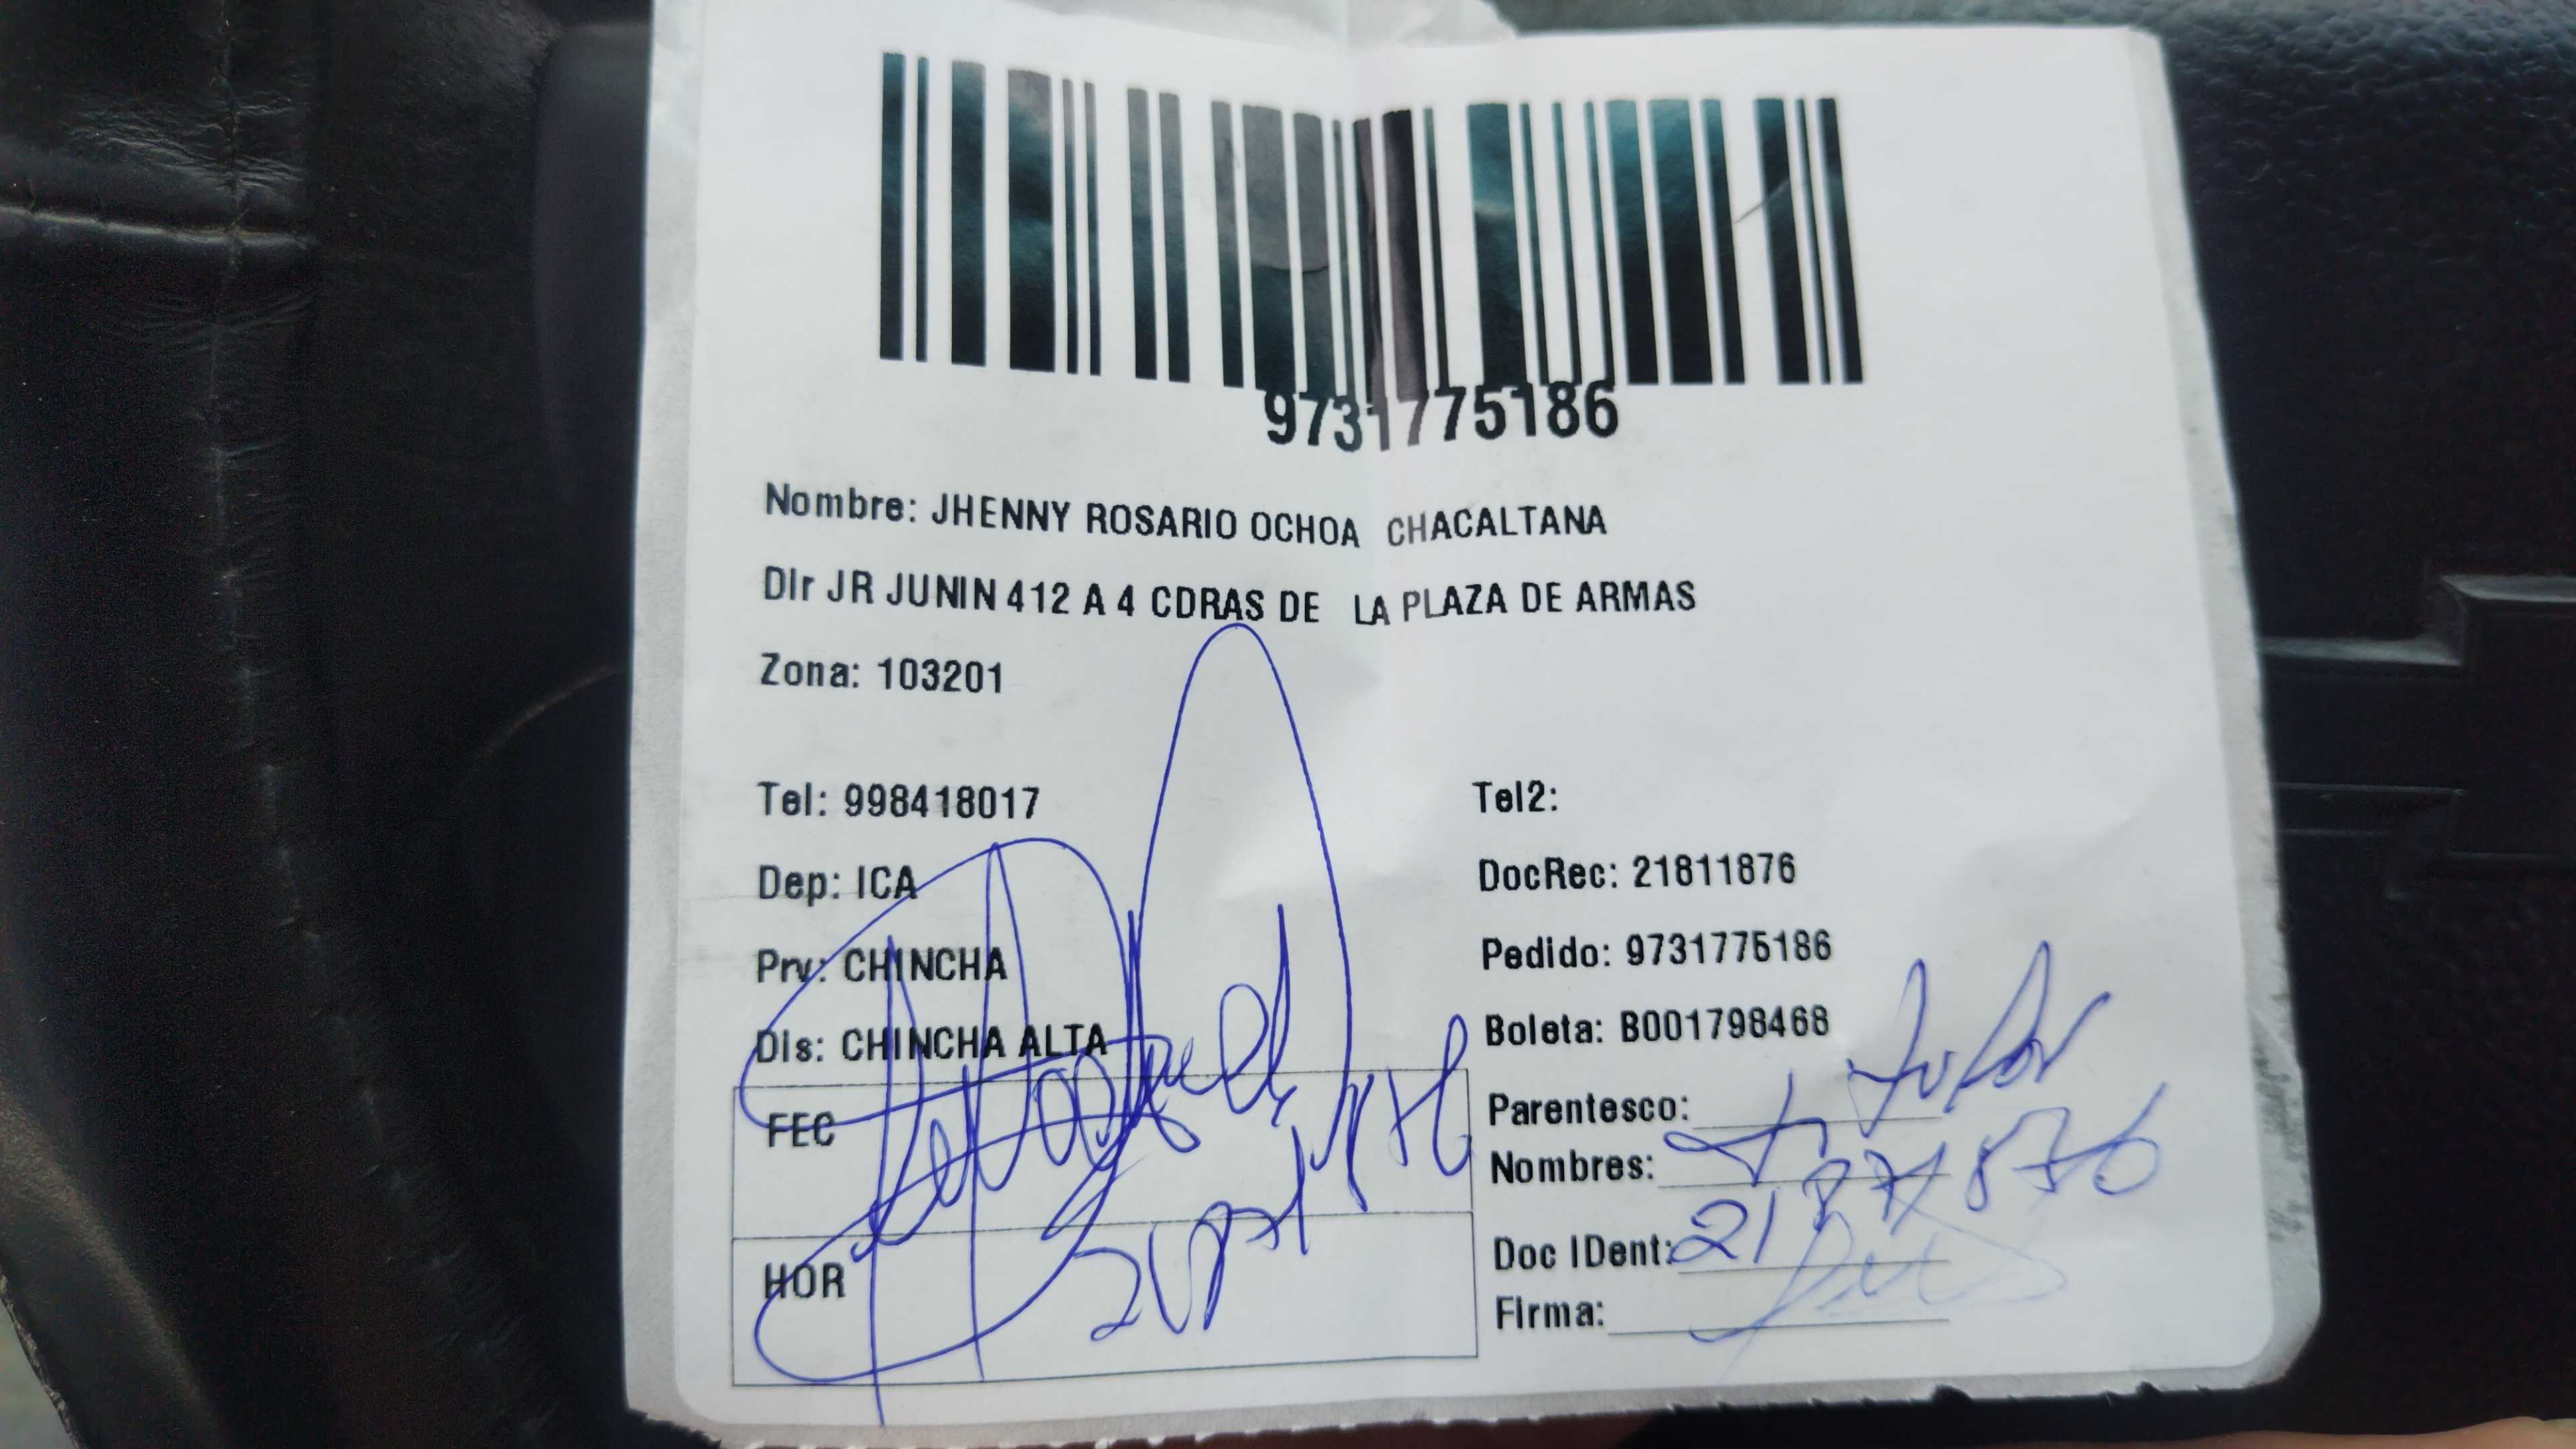 9731775186
Nombre: JHENNY ROSARIO OCHOA CHACALTANA
Dir JR JUNIN 412 A 4 CDRAS DE LA PLAZA DE ARMAS
Zona: 103201
Tel: 998418017
Tel2:
Dep: ICA
DocRec: 21811876
Prv: CHINCHA
Pedido: 9731775186
Dis: CHINCHA ALTA
Boleta: B001798468
FEC
Parentesco:
Nombres:
HOR
Doc IDent:
Firma: